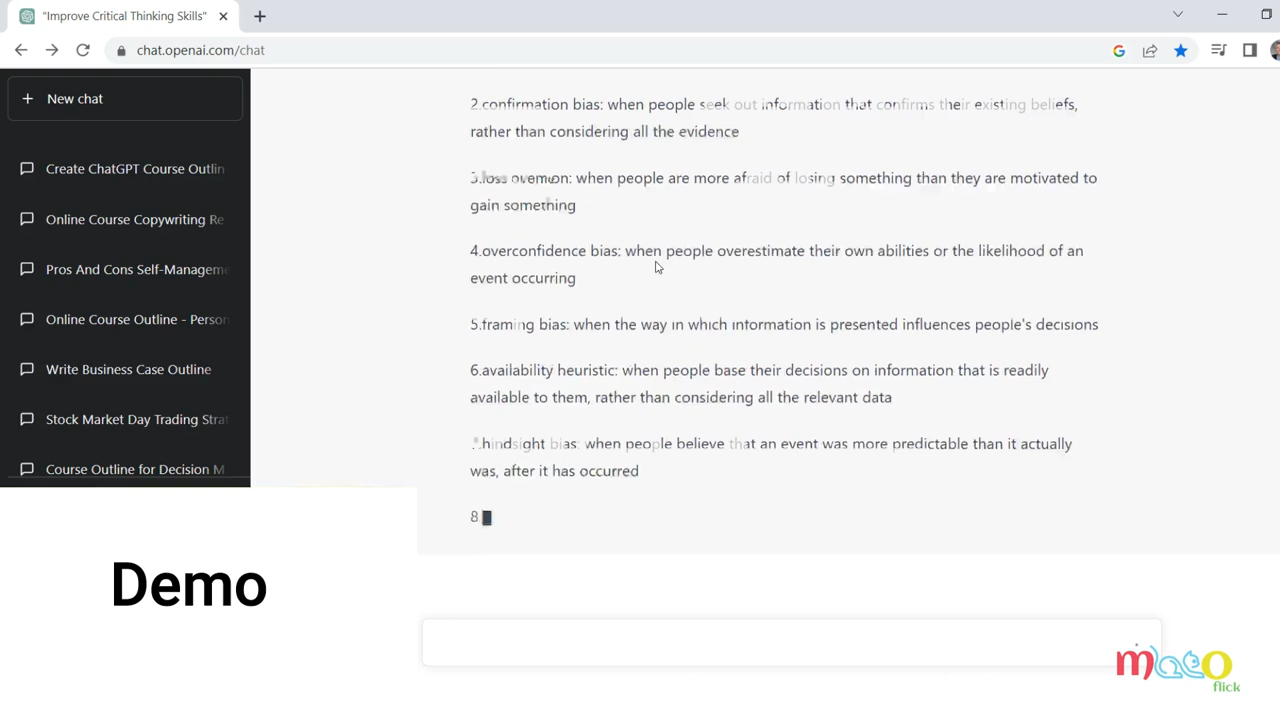 "Improve Critical Thinking Skills"
chat.openai.com/chat
New chat
Create ChatGPT Course Outlin
Online Course Copywriting Re
Pros And Cons Self-Managem
Online Course Outline - Person
Write Business Case Outline
Stock Market Day Trading Strat
Course Outline for Decision M
2.confirmation bias: when people seek out information that confirms their existing beliefs,
rather than considering all the evidence
when people are more afraid of losing something than they are motivated to
gain something
4.overconfidence bias: when people overestimate their own abilities or the likelihood of an
event occurring
5.framing bias: when the way in which information is presented influences people's decisions
6.availability heuristic: when people base their decisions on information that is readily
available to them, rather than considering all the relevant data
hindsight bias: when people believe that an event was more predictable than it actually
was, after it has occurred
8
Demo
flick